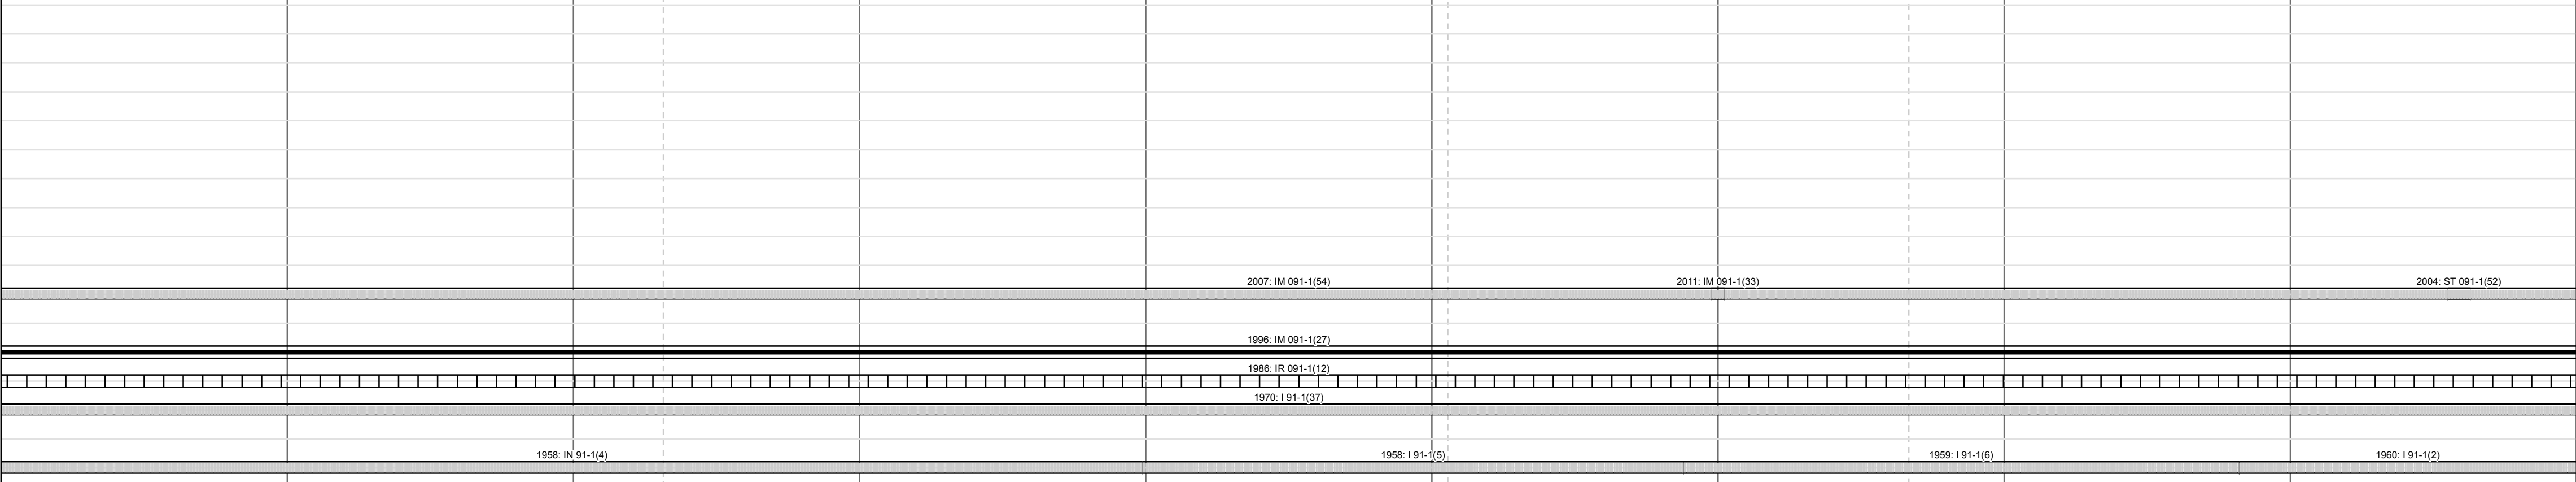 2007: IM 091-1(54)
2011: IM 091-1(33)
2004: ST 091-1(52)
1996: IM 091-1(27)
1986: IR 091-1(12)
1970: I 91-1(37)
1958: IN 91-1(4)
1958: I 91-1(5)
1959: I 91-1(6)
1960: I 91-1(2)